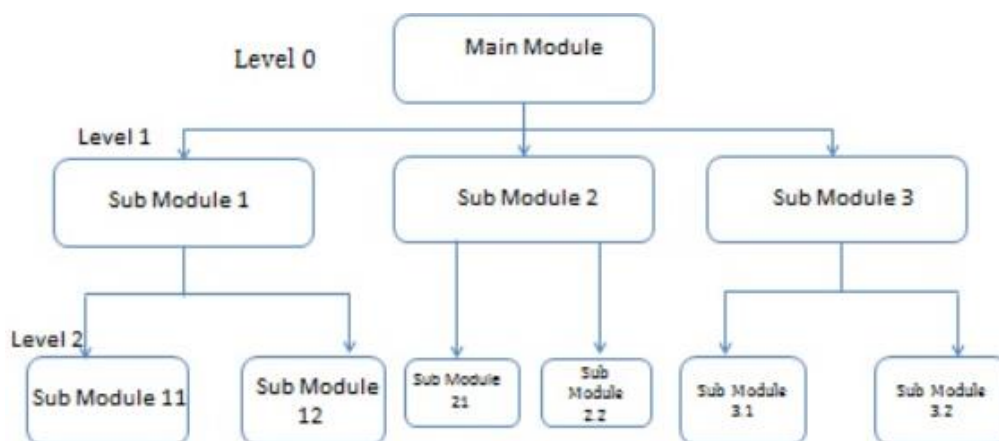 Main Module
Level 0
Level 1
Sub Module 1
Sub Module 2
Sub Module 3
Level 2
Sub Module 11
Sub Module
12
Sub Module
21
Sub
Module
2.2
Sub Module
3.1
Sub Module
3.2